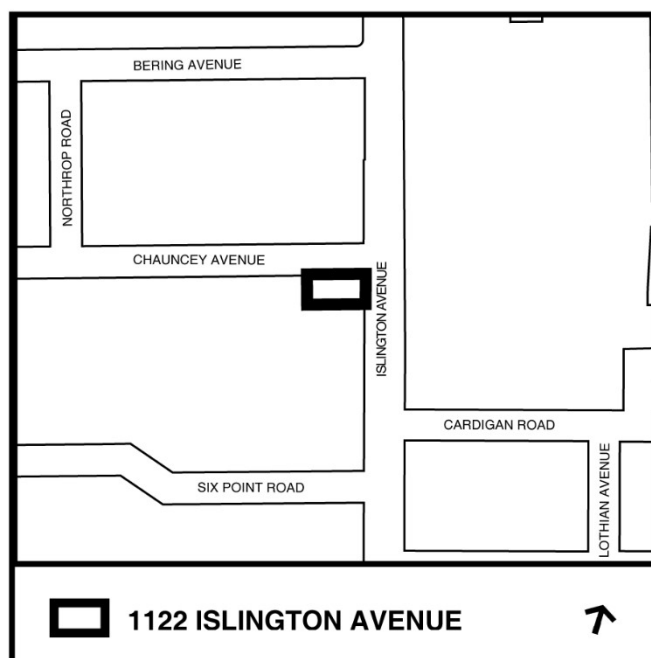 BERING AVENUE
NORTHROP ROAD
CHAUNCEY AVENUE
ISLINGTON AVENUE
CARDIGAN ROAD
SIX POINT ROAD
LOTHIAN AVENUE
1122 ISLINGTON AVENUE